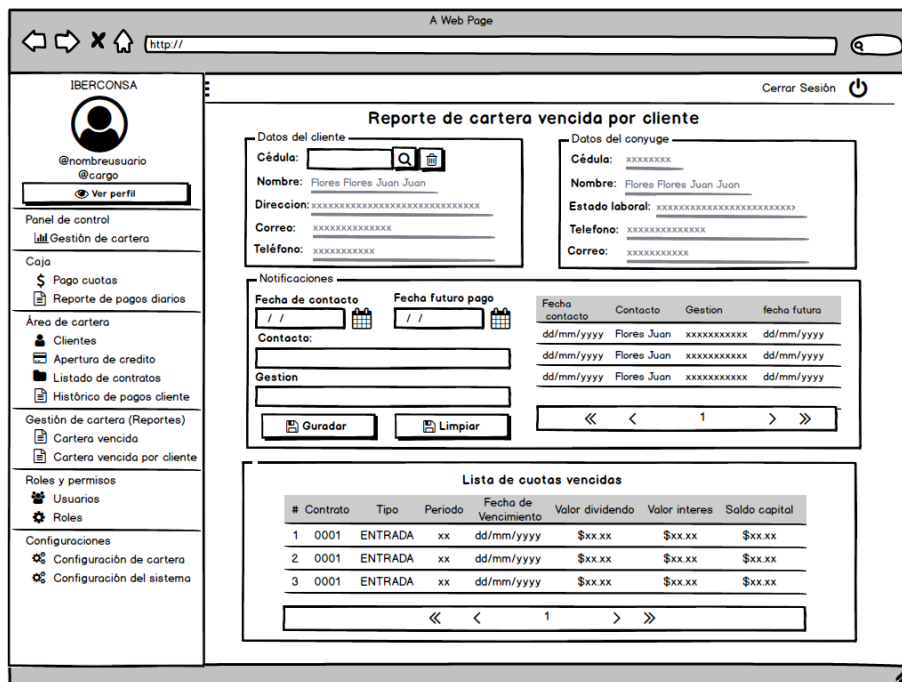 A Web Page
http://
IBERCONSA
@nombreusuario
@cargo
Ver perfil
Panel de control
Gestión de cartera
Caja
Pago cuotas
Reporte de pagos diarios
Área de cartera
Clientes
Apertura de credito
Listado de contratos
Histórico de pagos cliente
Gestión de cartera (Reportes)
Cartera vencida
Cartera vencida por cliente
Roles y permisos
Usuarios
Roles
Configuraciones
Configuración de cartera
Configuración del sistema
Cerrar Sesión
Reporte de cartera vencida por cliente
Datos del cliente
Cédula:
Nombre: Flores Flores Juan Juan
Direccion: xxxxxxxxxxxxxxxxxxxxxxxxxxxxxxx
Correo: xxxxxxxxxxxxxx
Teléfono: xxxxxxxxxxx
Datos del conyuge
Cédula: xxxxxxxx
Nombre: Flores Flores Juan Juan
Estado laboral: xxxxxxxxxxxxxxxxxxxxxxxxx
Telefono: xxxxxxxxxxxxxx
Correo: xxxxxxxxxxx
Notificaciones
Fecha de contacto Fecha futuro pago
/ / / /
Contacto:
Gestion
Guradar Limpiar
Fecha contacto Contacto Gestion fecha futura
dd/mm/yyyy Flores Juan xxxxxxxxxxx dd/mm/yyyy
dd/mm/yyyy Flores Juan xxxxxxxxxxx dd/mm/yyyy
dd/mm/yyyy Flores Juan xxxxxxxxxxx dd/mm/yyyy
1
Lista de cuotas vencidas
# Contrato Tipo Periodo Fecha de Vencimiento Valor dividendo Valor interes Saldo capital
1 0001 ENTRADA xx dd/mm/yyyy $xx.xx $xx.xx $xx.xx
2 0001 ENTRADA xx dd/mm/yyyy $xx.xx $xx.xx $xx.xx
3 0001 ENTRADA xx dd/mm/yyyy $xx.xx $xx.xx $xx.xx
1